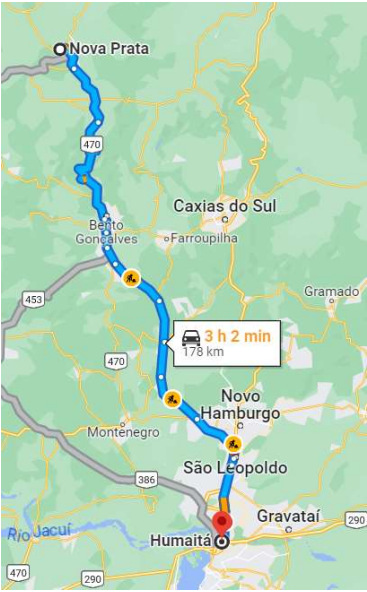 Nova Prata
470
Caxias do Sul
Bento
Gonçalves
Farroupilha
Gramado
453
3 h 2 min
178 km
470
Novo
Hamburgo
Montenegro
São Leopoldo
386
Gravataí
290
Rio Jacuí
Humaitá
470
290